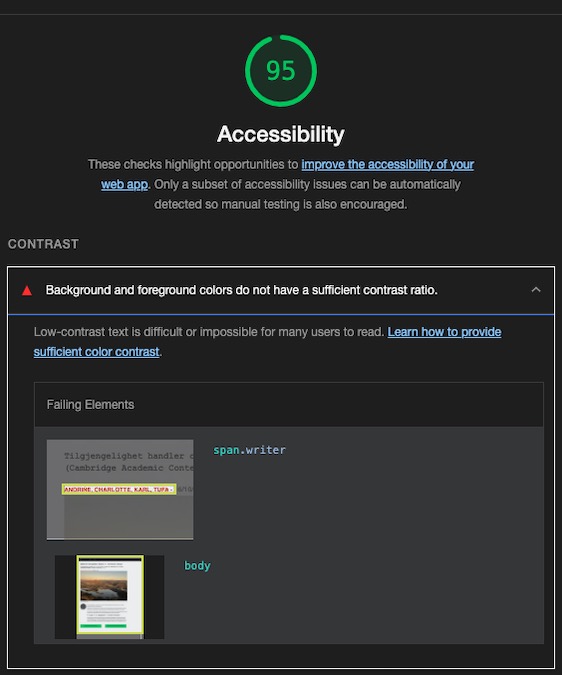 95
Accessibility
These checks highlight opportunities to improve the accessibility of your
web app. Only a subset of accessibility issues can be automatically
detected so manual testing is also encouraged.
CONTRAST
Background and foreground colors do not have a sufficient contrast ratio.
Low-contrast text is difficult or impossible for many users to read. Learn how to provide
sufficient color contrast.
Failing Elements
Tilgjengelighet handler
(Cambridge Academic Conte
ANDRINE, CHARLOTTE, KARL, TUFA -
span.writer
body